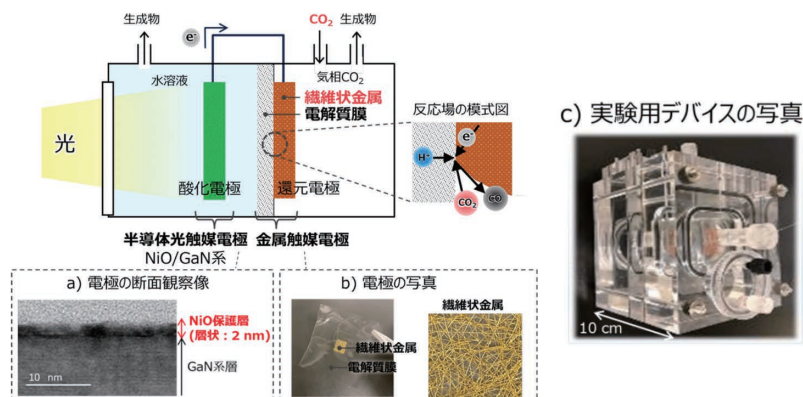 生成物
CO₂
生成物
e⁻
水溶液
気相CO₂
繊維状金属
電解質膜
光
反応場の模式図
e⁻
H⁺
CO₂
CO
酸化電極
還元電極
半導体光触媒電極
NiO/GaN系
金属触媒電極
a) 電極の断面観察像
NiO保護層
(層状:2 nm)
GaN系層
10 nm
b) 電極の写真
繊維状金属
電解質膜
繊維状金属
c) 実験用デバイスの写真
10 cm